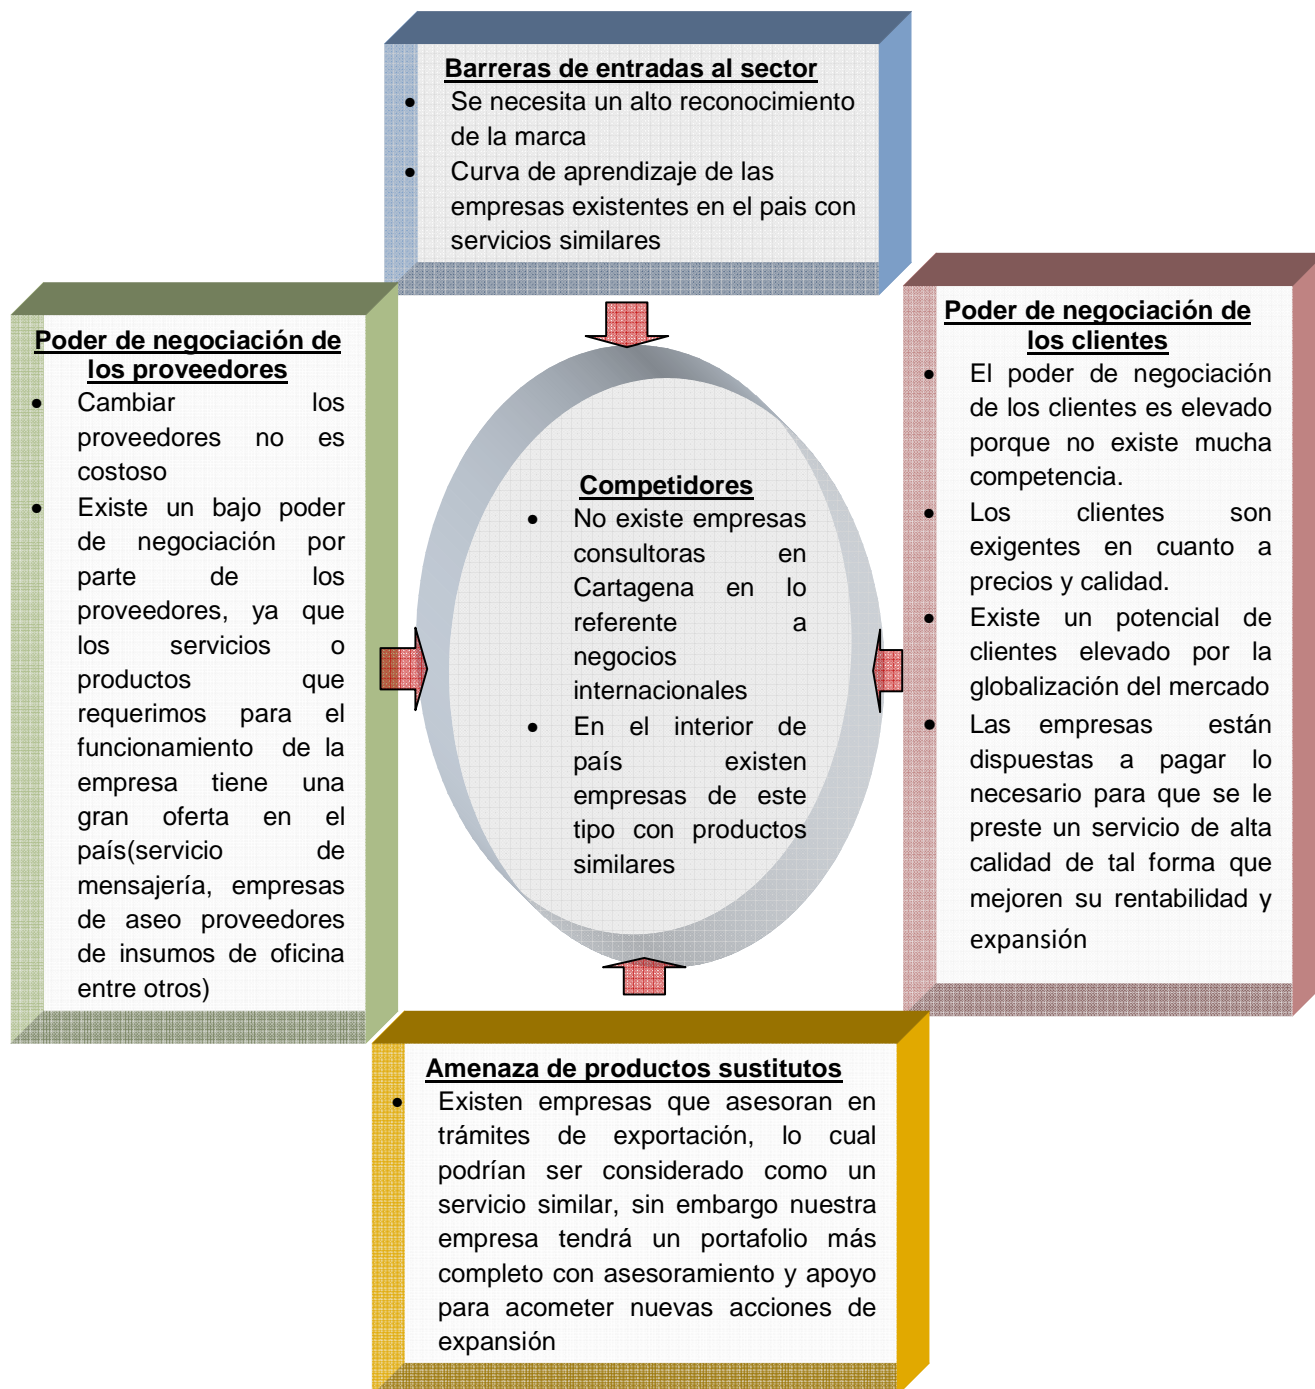 Barreras de entradas al sector
• Se necesita un alto reconocimiento
de la marca
• Curva de aprendizaje de las
empresas existentes en el pais con
servicios similares
Poder de negociación de
los proveedores
• Cambiar los
proveedores no es
costoso
• Existe un bajo poder
de negociación por
parte de los
proveedores, ya que
los servicios o
productos que
requerimos para el
funcionamiento de la
empresa tiene una
gran oferta en el
país(servicio de
mensajería, empresas
de aseo proveedores
de insumos de oficina
entre otros)
Competidores
• No existe empresas
consultoras en
Cartagena en lo
referente a
negocios
internacionales
• En el interior de
país existen
empresas de este
tipo con productos
similares
Poder de negociación de
los clientes
• El poder de negociación
de los clientes es elevado
porque no existe mucha
competencia.
• Los clientes son
exigentes en cuanto a
precios y calidad.
• Existe un potencial de
clientes elevado por la
globalización del mercado
• Las empresas están
dispuestas a pagar lo
necesario para que se le
preste un servicio de alta
calidad de tal forma que
mejoren su rentabilidad y
expansión
Amenaza de productos sustitutos
• Existen empresas que asesoran en
trámites de exportación, lo cual
podrían ser considerado como un
servicio similar, sin embargo nuestra
empresa tendrá un portafolio más
completo con asesoramiento y apoyo
para acometer nuevas acciones de
expansión